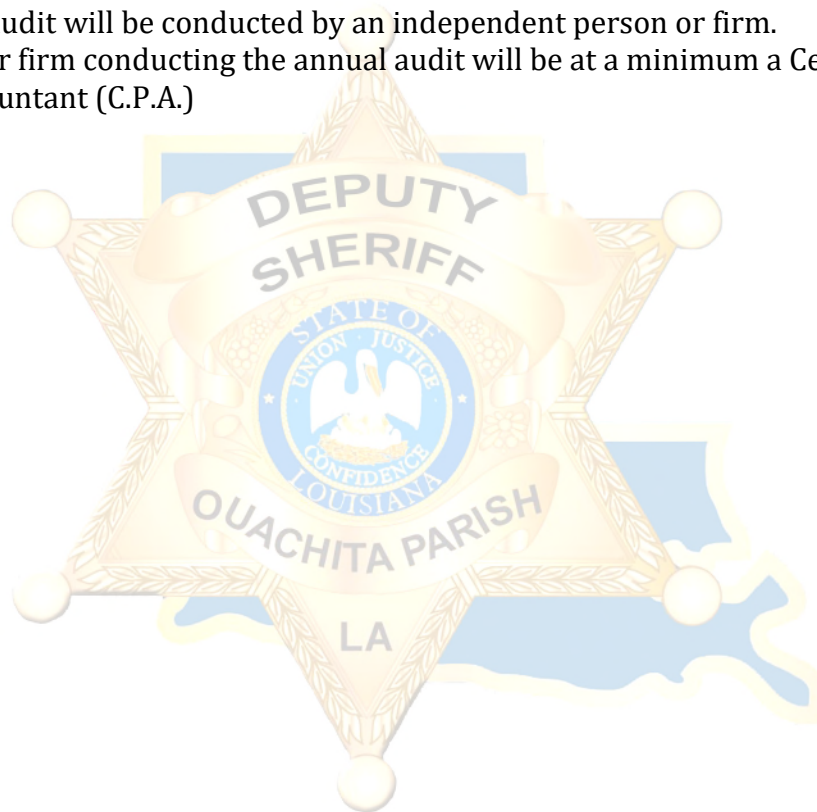 udit will be conducted by an independent person or firm.
r firm conducting the annual audit will be at a minimum a Ce
untant (C.P.A.)
DEPUTY
SHERIFF
STATE OF
UNION · JUSTICE
CONFIDENCE
LOUISIANA
OUACHITA PARISH
LA